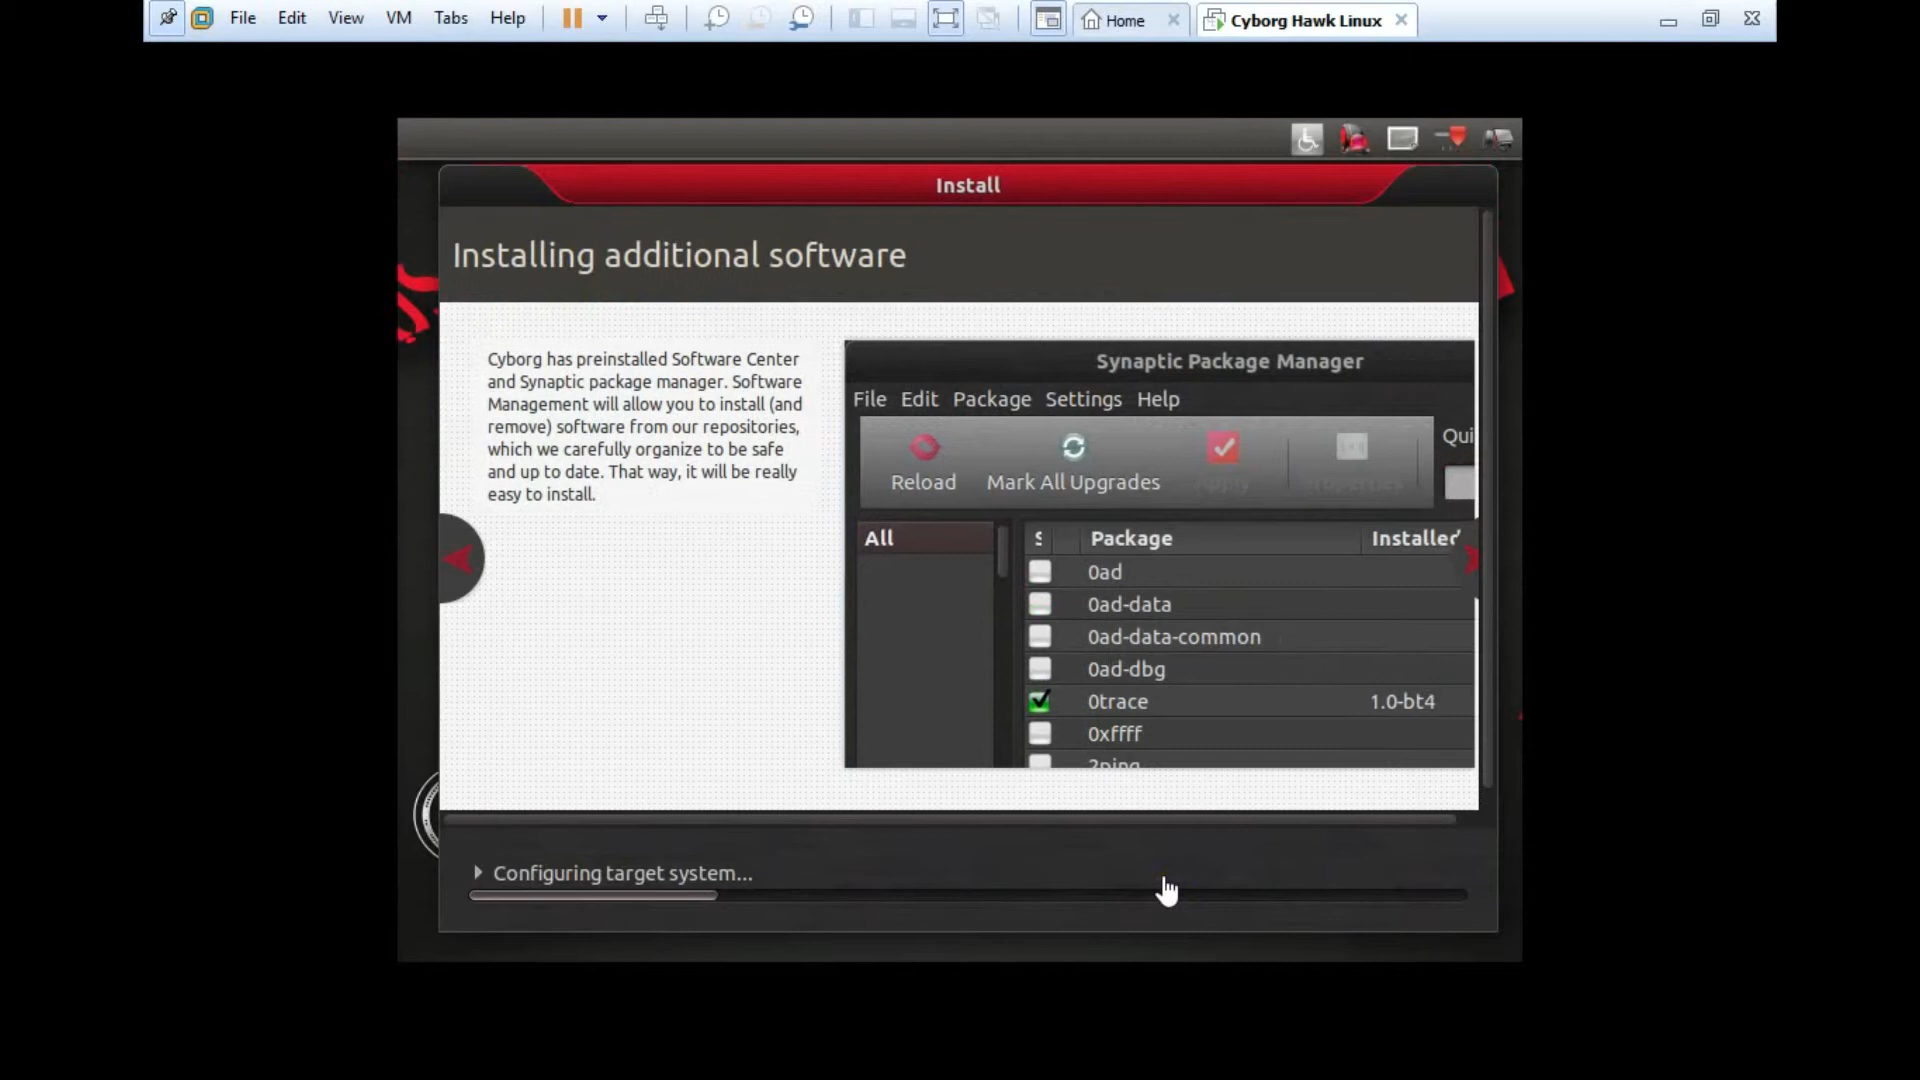 File Edit View VM Tabs Help Home Cyborg Hawk Linux
Install
Installing additional software
Cyborg has preinstalled Software Center
and Synaptic package manager. Software
Management will allow you to install (and
remove) software from our repositories,
which we carefully organize to be safe
and up to date. That way, it will be really
easy to install.
Synaptic Package Manager
File Edit Package Settings Help
Qui
Reload Mark All Upgrades Apply
All
S Package Installed
0ad
0ad-data
0ad-data-common
0ad-dbg
0trace 1.0-bt4
0xffff
2ping
Configuring target system...